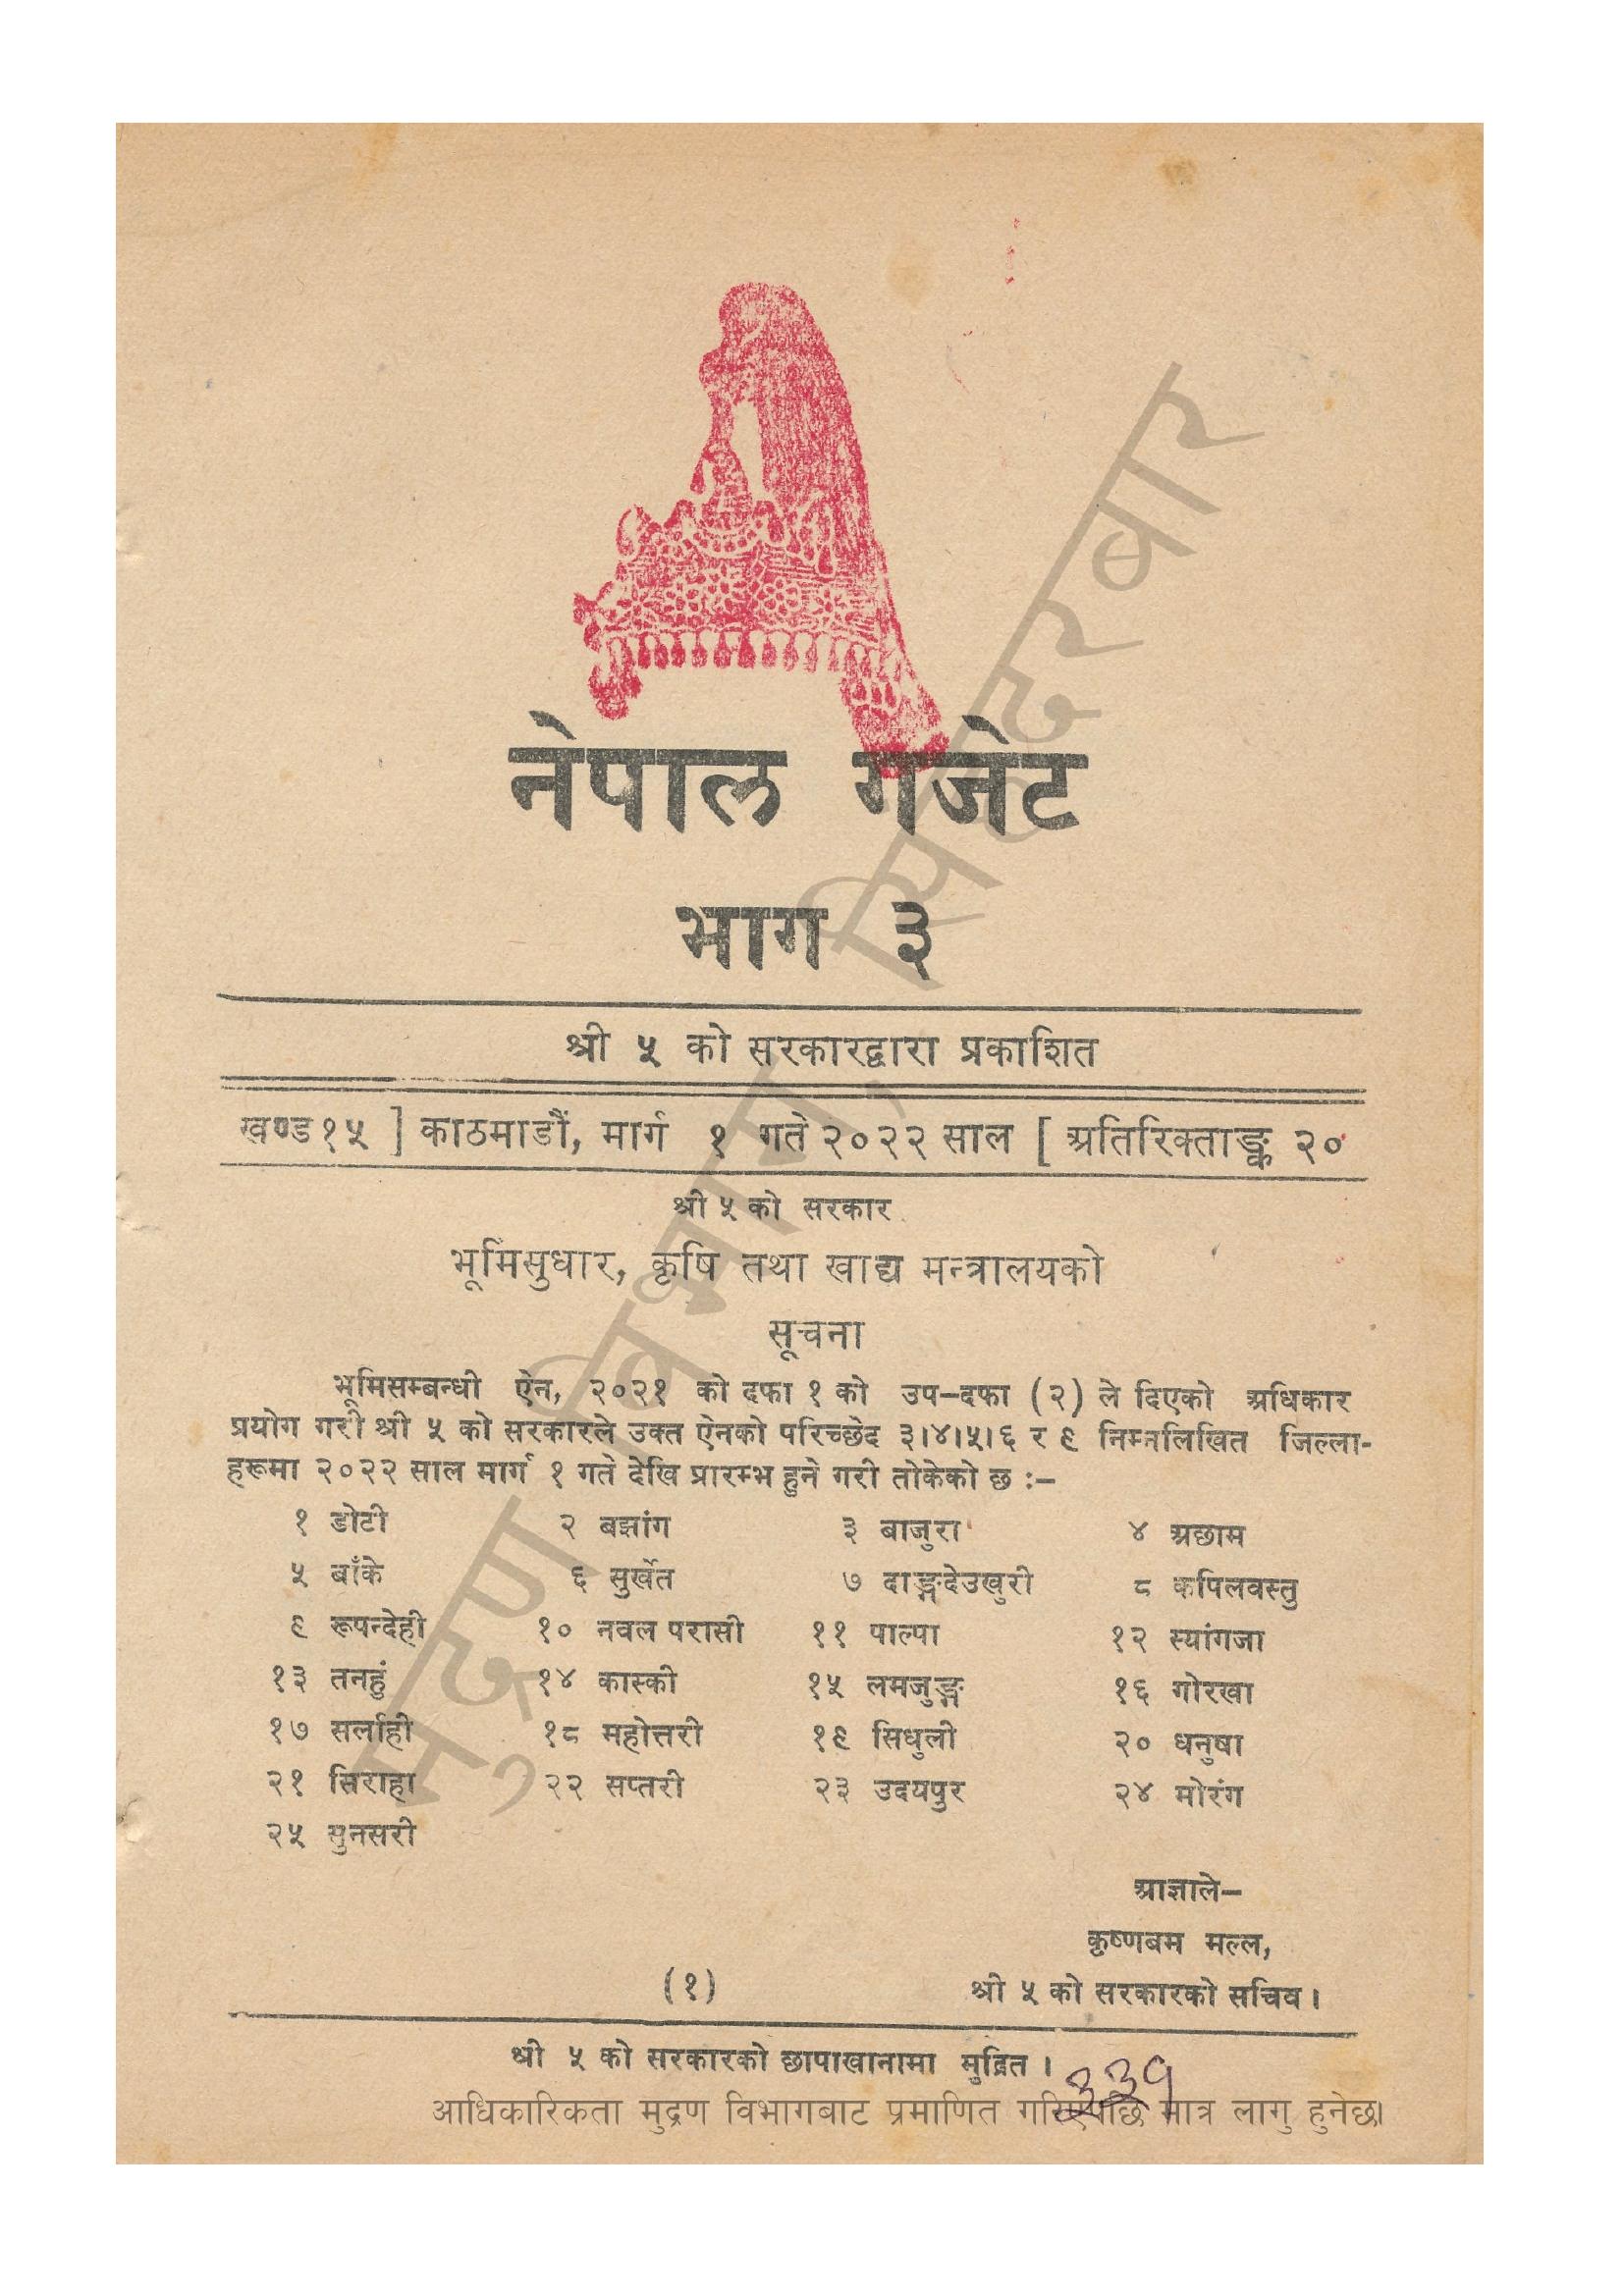 नेपाल गजेट
भाग ३
श्री ५ को सरकारद्वारा प्रकाशित
खण्ड १५ ] काठमाडौं, मार्ग १ गते २०२२ साल [ अतिरिक्ताङ्क २०
श्री ५ को सरकार
भूमिसुधार, कृषि तथा खाद्य मन्त्रालयको
सूचना
भूमिसम्बन्धी ऐन, २०२१ को दफा १ को उप-दफा (२) ले दिएको अधिकार
प्रयोग गरी श्री ५ को सरकारले उक्त ऐनको परिच्छेद ३।४।५।६ र ९ निम्नलिखित जिल्ला-
हरूमा २०२२ साल मार्ग १ गते देखि प्रारम्भ हुने गरी तोकेको छ :-
१ डोटी २ बझांग ३ बाजुरा ४ अछाम
५ बाँके ६ सुर्खेत ७ दाङ्गदेउखुरी ८ कपिलवस्तु
९ रूपन्देही १० नवल परासी ११ पाल्पा १२ स्यांगजा
१३ तनहुं १४ कास्की १५ लमजुङ्ग १६ गोरखा
१७ सर्लाही १८ महोत्तरी १९ सिधुली २० धनुषा
२१ सिराहा २२ सप्तरी २३ उदयपुर २४ मोरंग
२५ सुनसरी
आज्ञाले-
कृष्णबम मल्ल,
(१) श्री ५ को सरकारको सचिव।
श्री ५ को सरकारको छापाखानामा मुद्रित।
३३१
आधिकारिकता मुद्रण विभागबाट प्रमाणित गरिएपछि मात्र लागु हुनेछ।
मुद्रण विभाग, सिंहदरबार